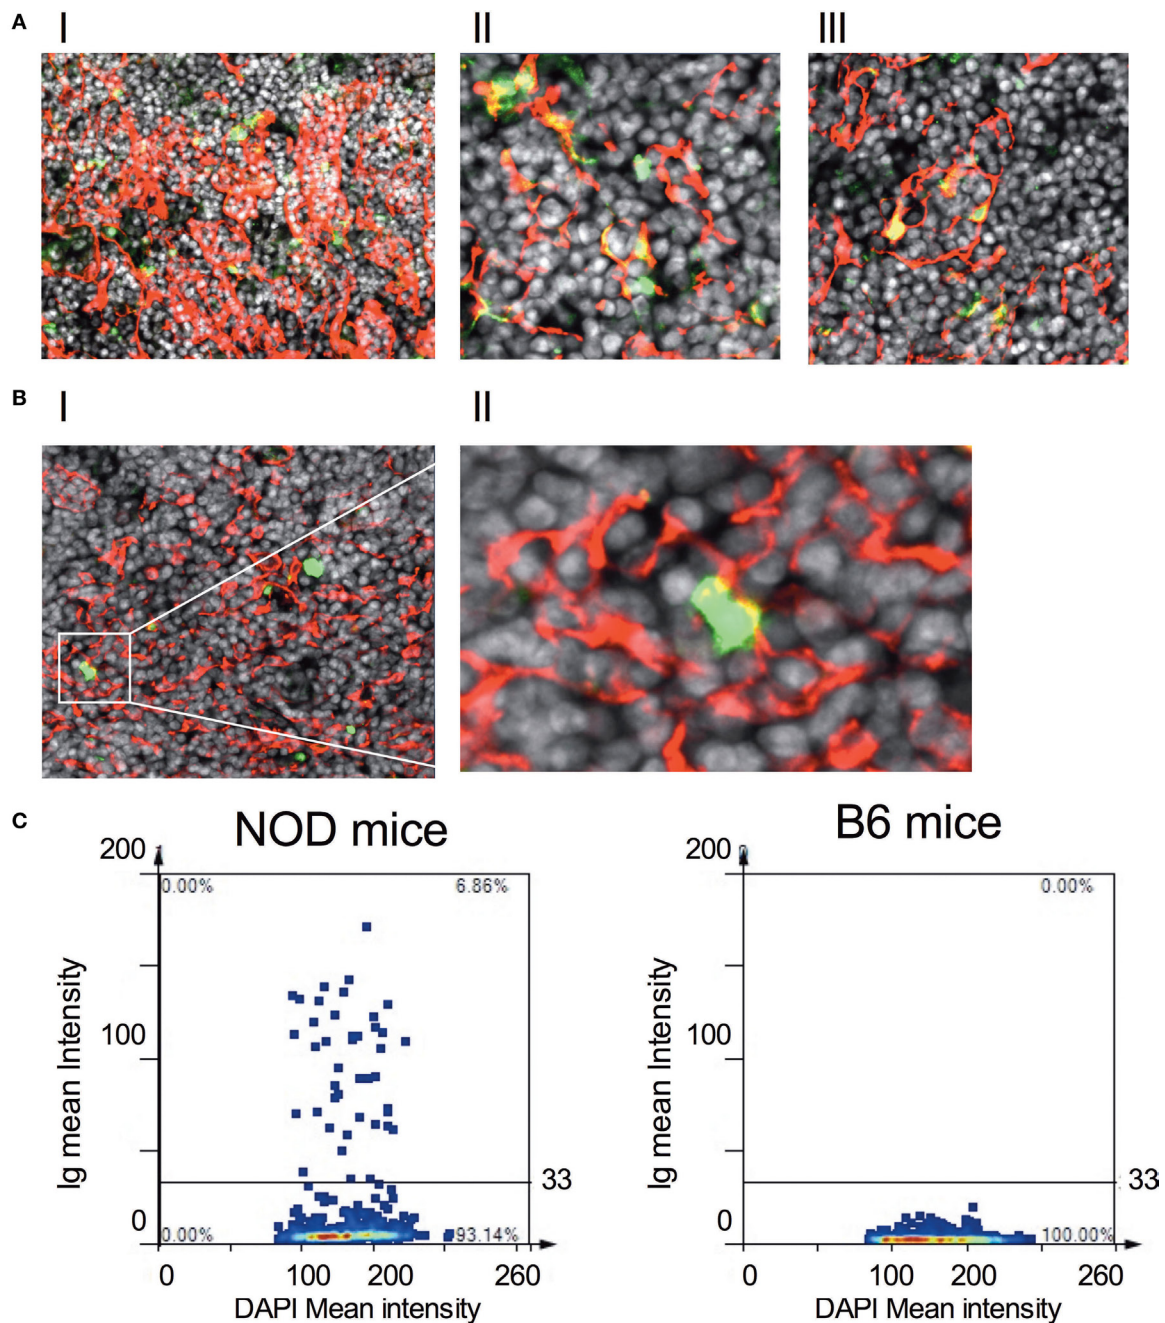 A I II III
B I II
C NOD mice B6 mice
200
0.00% 6.86%
Ig mean Intensity
100
33
0
0.00% 93.14%
0 100 200 260
DAPI Mean intensity
200
0.00%
Ig mean Intensity
100
33
0
100.00%
0 100 200 260
DAPI Mean intensity